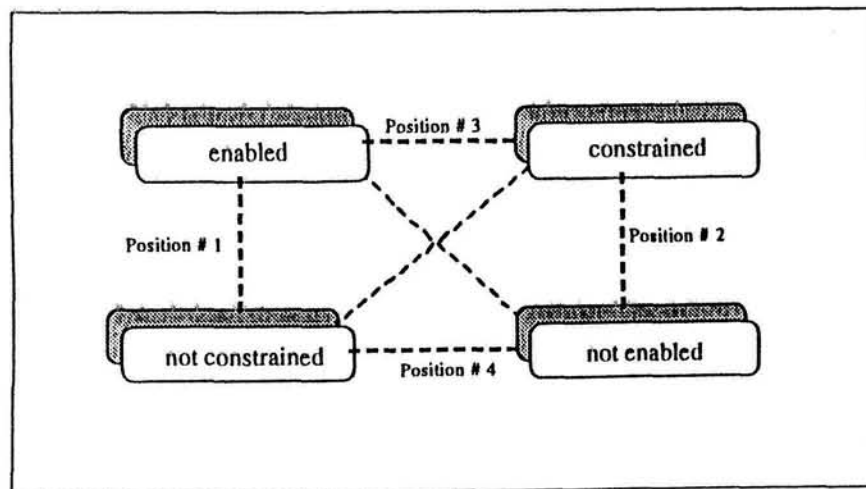 enabled
Position # 3
constrained
Position # 1
Position # 2
not constrained
Position # 4
not enabled